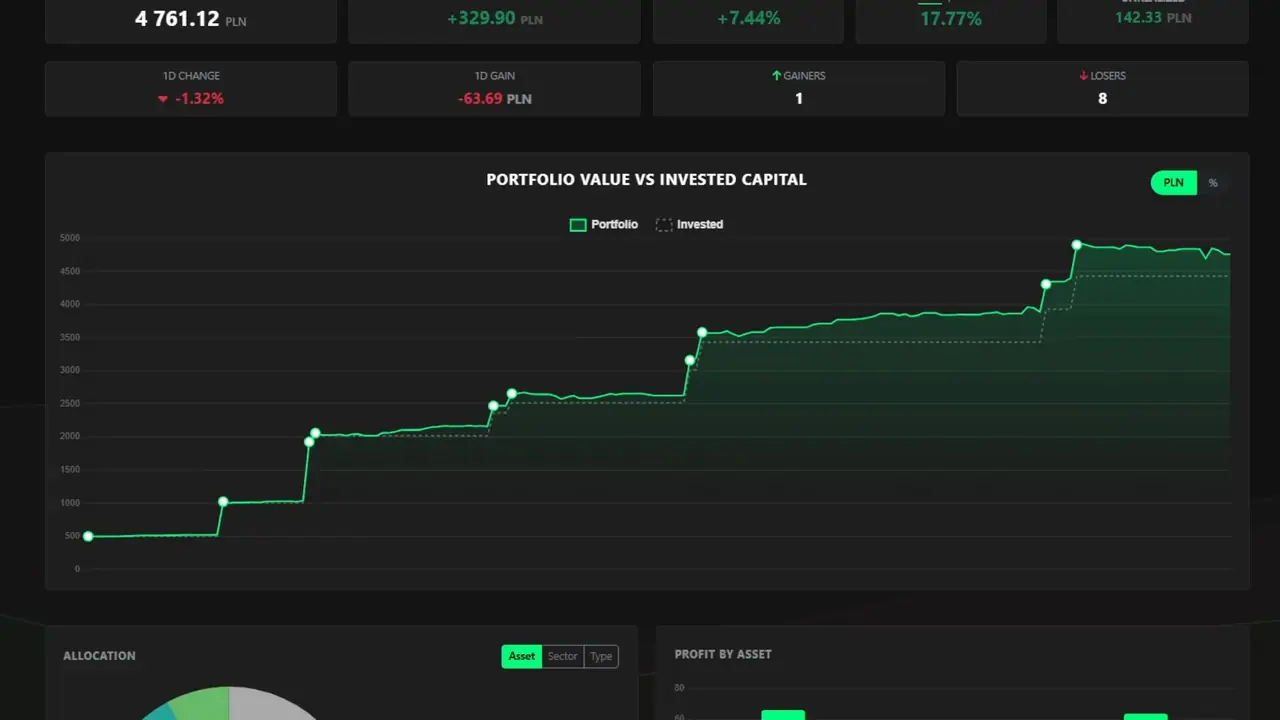 4 761.12 PLN
+329.90 PLN
+7.44%
17.77%
142.33 PLN
1D CHANGE
-1.32%
1D GAIN
-63.69 PLN
GAINERS
1
LOSERS
8
PORTFOLIO VALUE VS INVESTED CAPITAL
PLN %
Portfolio Invested
5000
4500
4000
3500
3000
2500
2000
1500
1000
500
0
ALLOCATION
Asset Sector Type
PROFIT BY ASSET
80
60